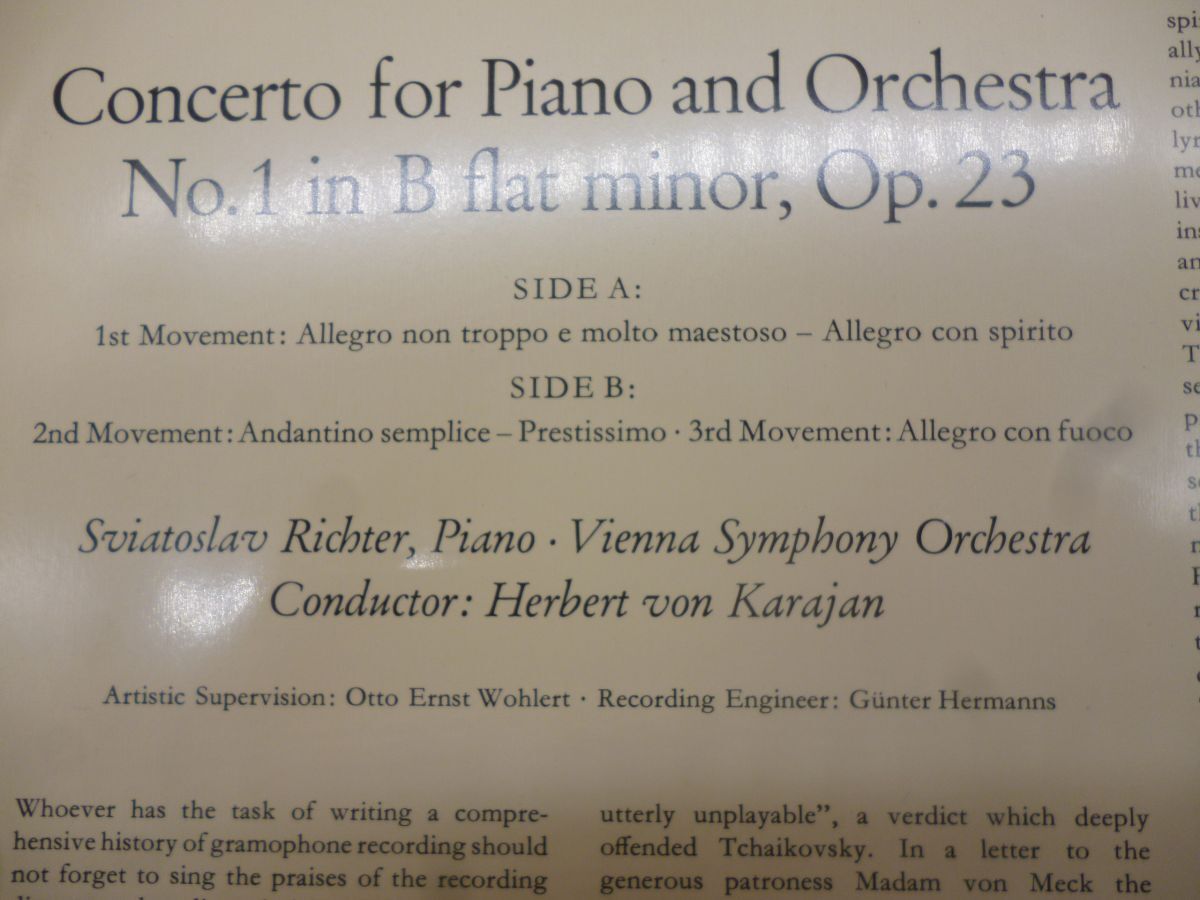 Concerto for Piano and Orchestra
No. 1 in B flat minor, Op. 23
SIDE A:
1st Movement: Allegro non troppo e molto maestoso – Allegro con spirito
SIDE B:
2nd Movement: Andantino semplice – Prestissimo · 3rd Movement: Allegro con fuoco
Sviatoslav Richter, Piano · Vienna Symphony Orchestra
Conductor: Herbert von Karajan
Artistic Supervision: Otto Ernst Wohlert · Recording Engineer: Günter Hermanns
Whoever has the task of writing a compre-
hensive history of gramophone recording should
not forget to sing the praises of the recording
utterly unplayable”, a verdict which deeply
offended Tchaikovsky. In a letter to the
generous patroness Madam von Meck the